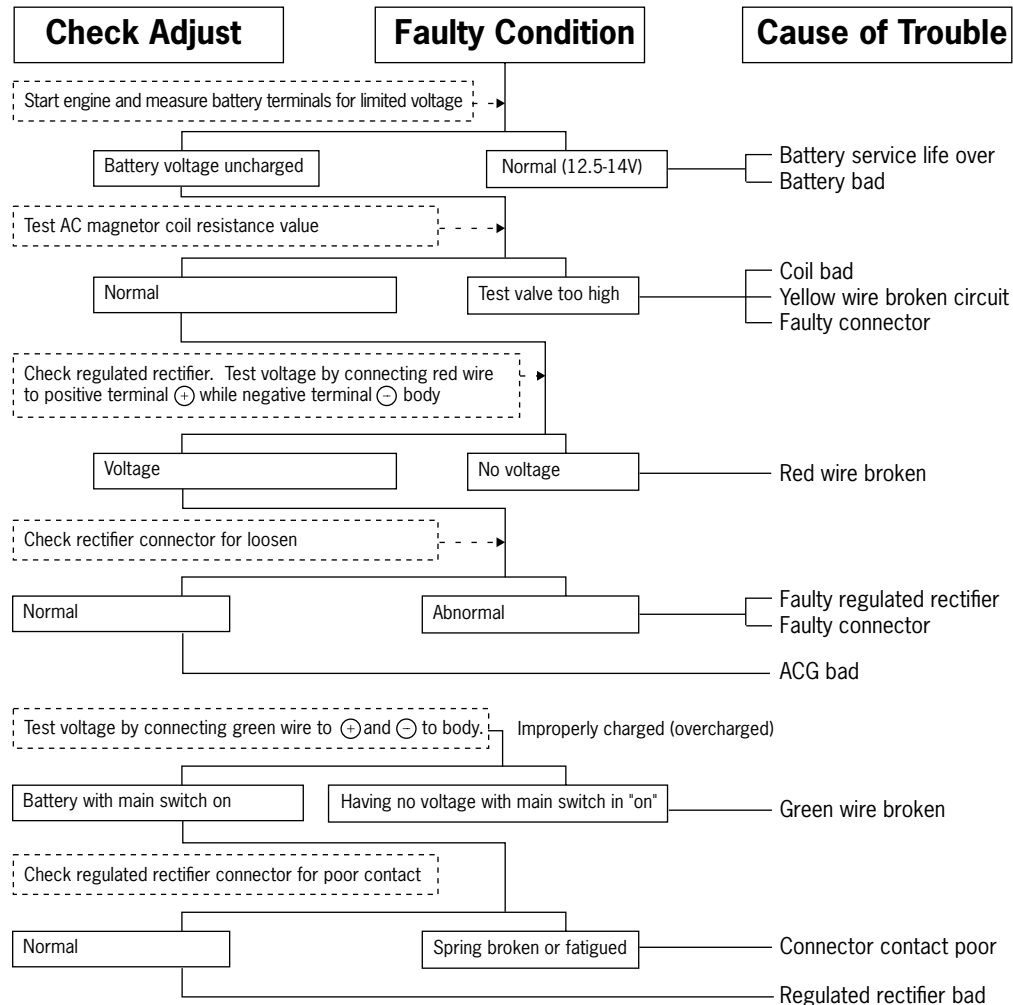 Check Adjust
Faulty Condition
Cause of Trouble
Start engine and measure battery terminals for limited voltage
Battery voltage uncharged
Normal (12.5-14V)
Battery service life over
Battery bad
Test AC magnetor coil resistance value
Normal
Test valve too high
Coil bad
Yellow wire broken circuit
Faulty connector
Check regulated rectifier. Test voltage by connecting red wire
to positive terminal ⊕ while negative terminal ⊖ body
Voltage
No voltage
Red wire broken
Check rectifier connector for loosen
Normal
Abnormal
Faulty regulated rectifier
Faulty connector
ACG bad
Test voltage by connecting green wire to ⊕ and ⊖ to body.
Improperly charged (overcharged)
Battery with main switch on
Having no voltage with main switch in "on"
Green wire broken
Check regulated rectifier connector for poor contact
Normal
Spring broken or fatigued
Connector contact poor
Regulated rectifier bad